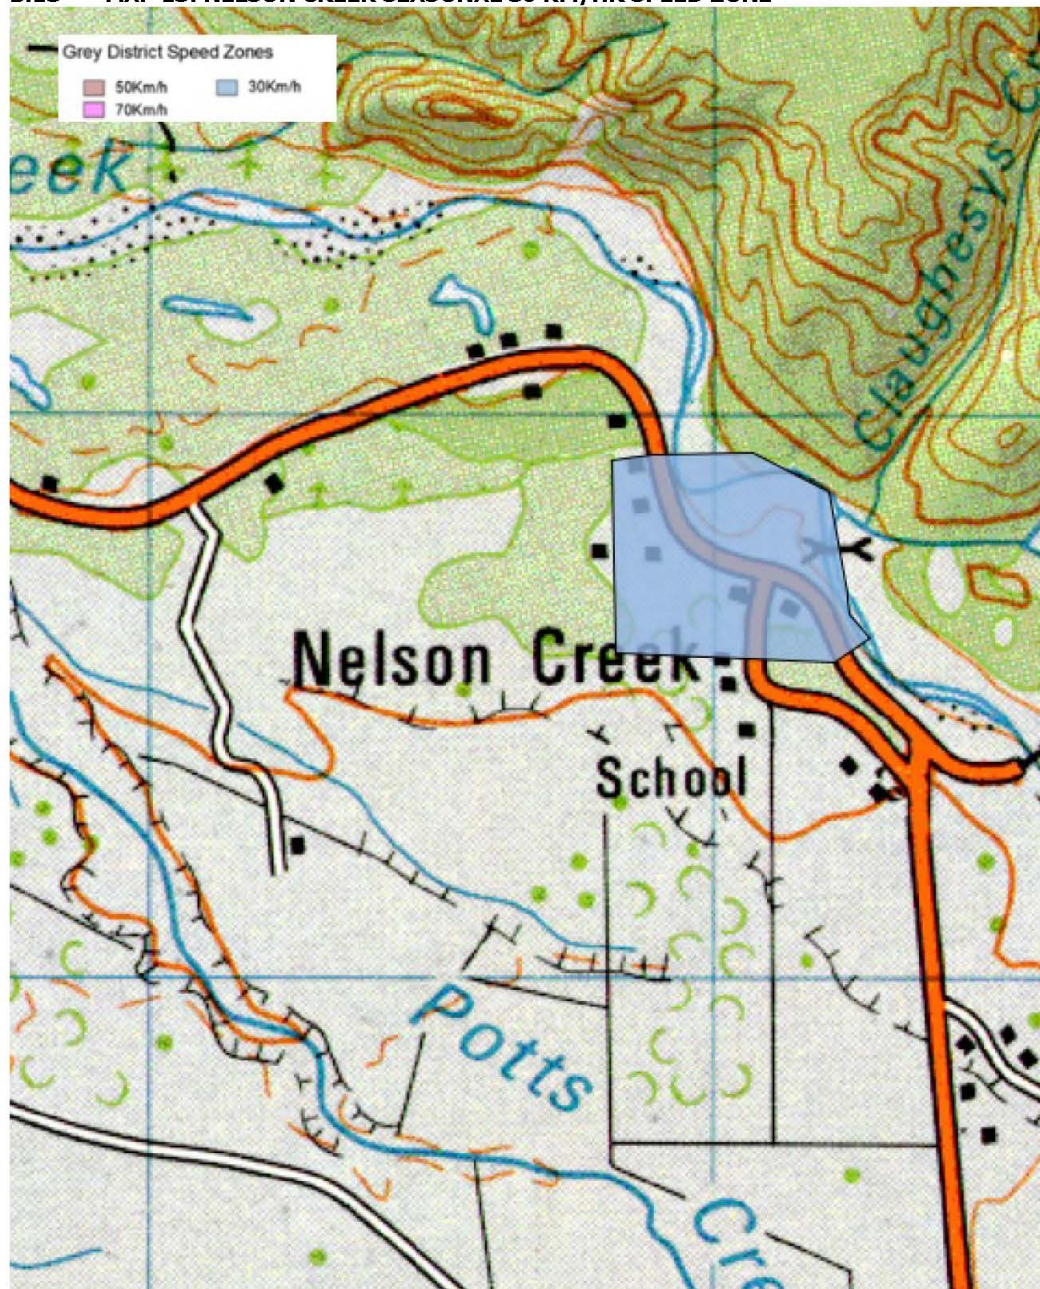 Grey District Speed Zones
50Km/h 30Km/h
70Km/h
eek
Claughesys
Nelson Creek
School
Potts
Cre